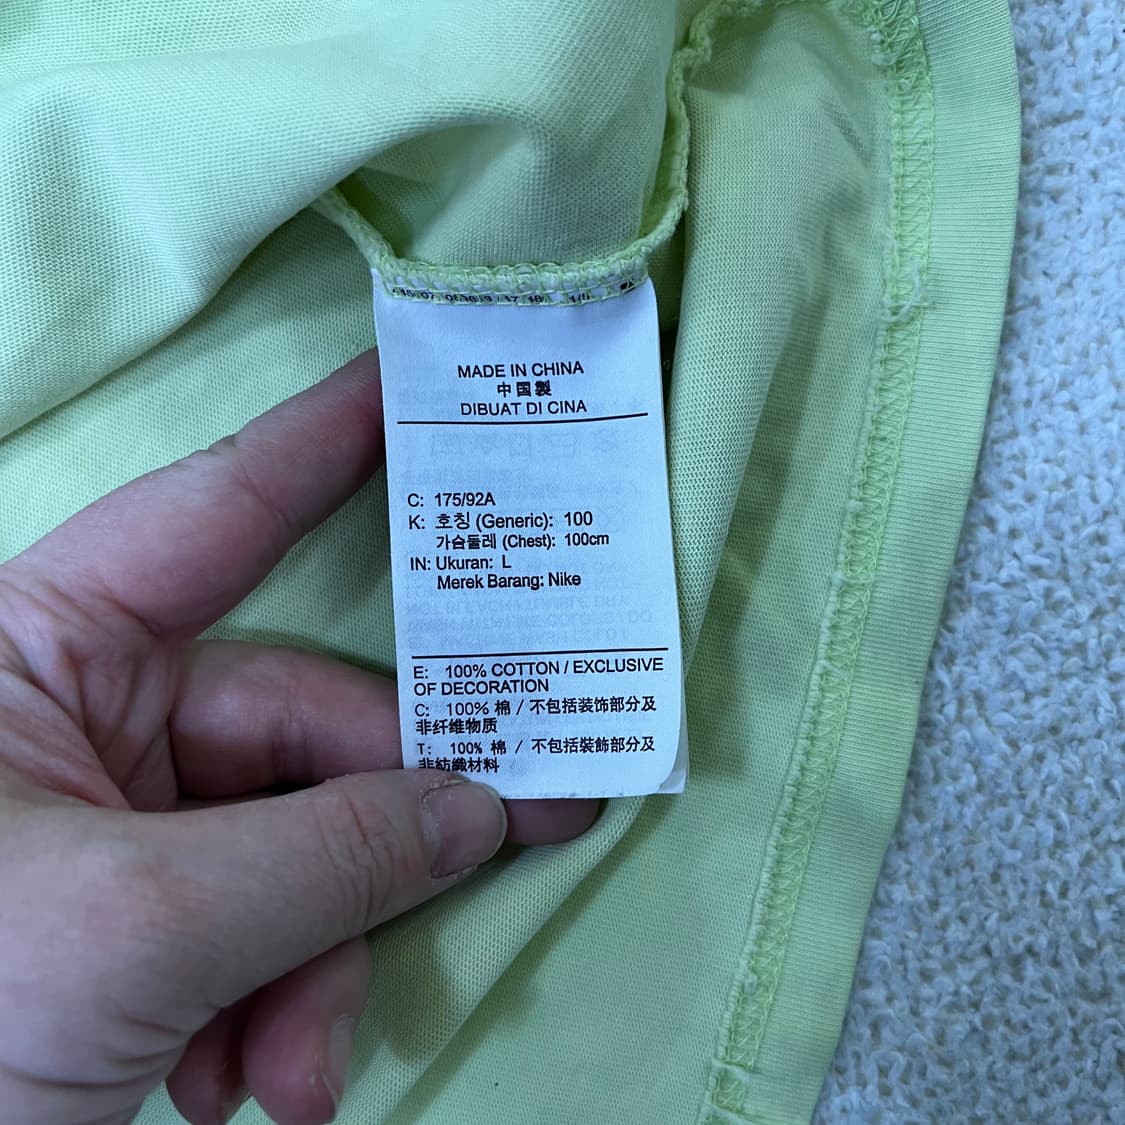 MADE IN CHINA
中国製
DIBUAT DI CINA
C: 175/92A
K: 호칭 (Generic): 100
가슴둘레 (Chest): 100cm
IN: Ukuran: L
Merek Barang: Nike
E: 100% COTTON / EXCLUSIVE
OF DECORATION
C: 100% 棉 / 不包括装饰部分及
非纤维物质
T: 100% 棉 / 不包括裝飾部分及
非紡織材料